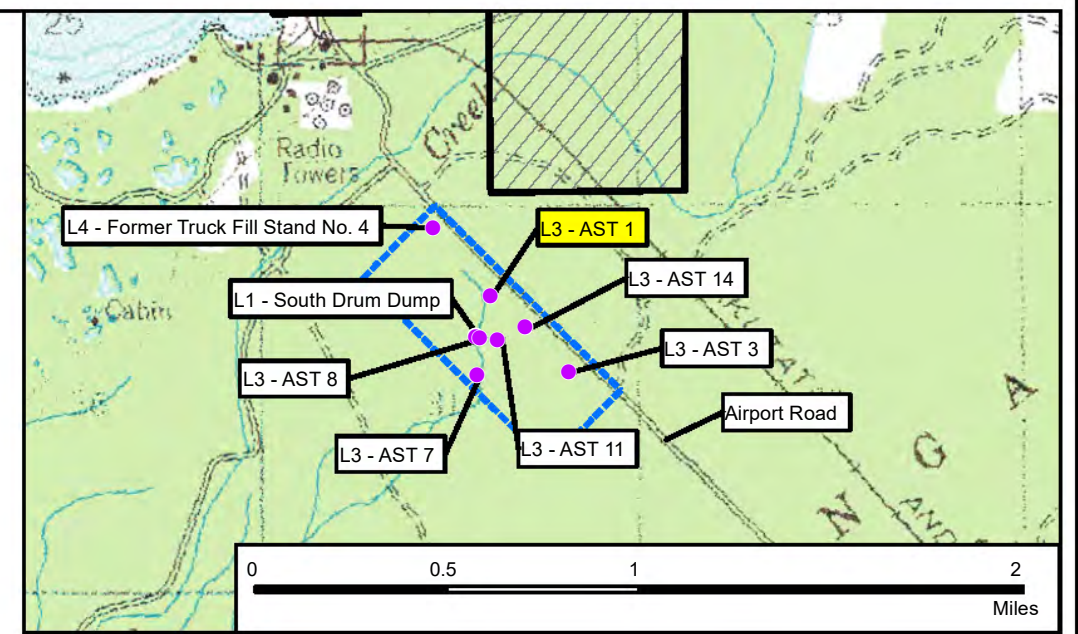 25
Radio
Towers
Creek
L4 - Former Truck Fill Stand No. 4
L3 - AST 1
L3 - AST 14
L1 - South Drum Dump
Cabin
L3 - AST 3
L3 - AST 8
Airport Road
L3 - AST 7
L3 - AST 11
A
G
N
AND
0
0.5
1
2
Miles